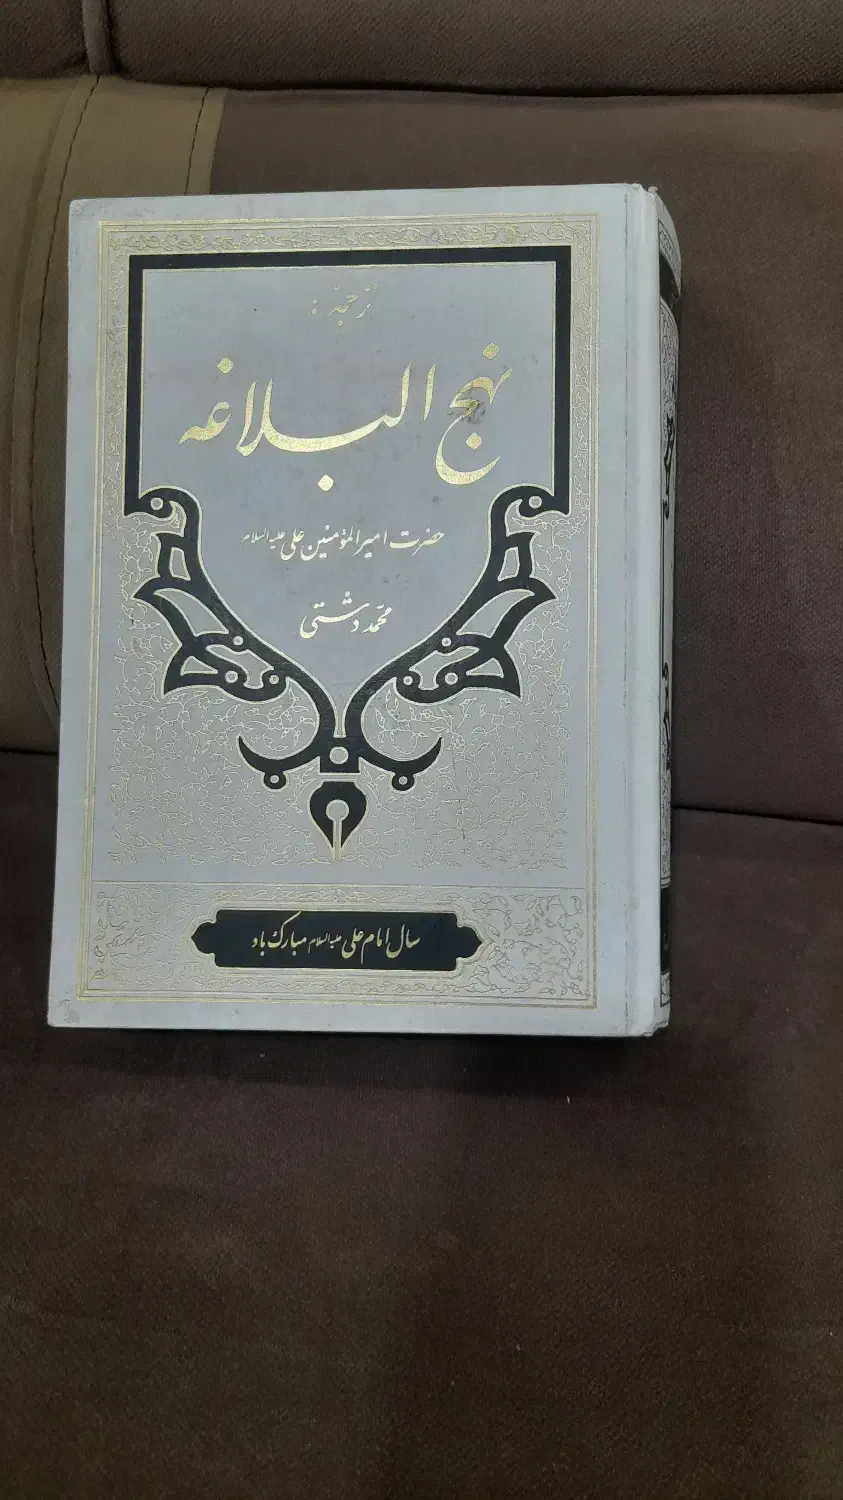 ترجمه:
نهج البلاغه
حضرت امیرالمؤمنین علی علیه‌السلام
محمد دشتی
سال امام علی علیه‌السلام مبارک باد